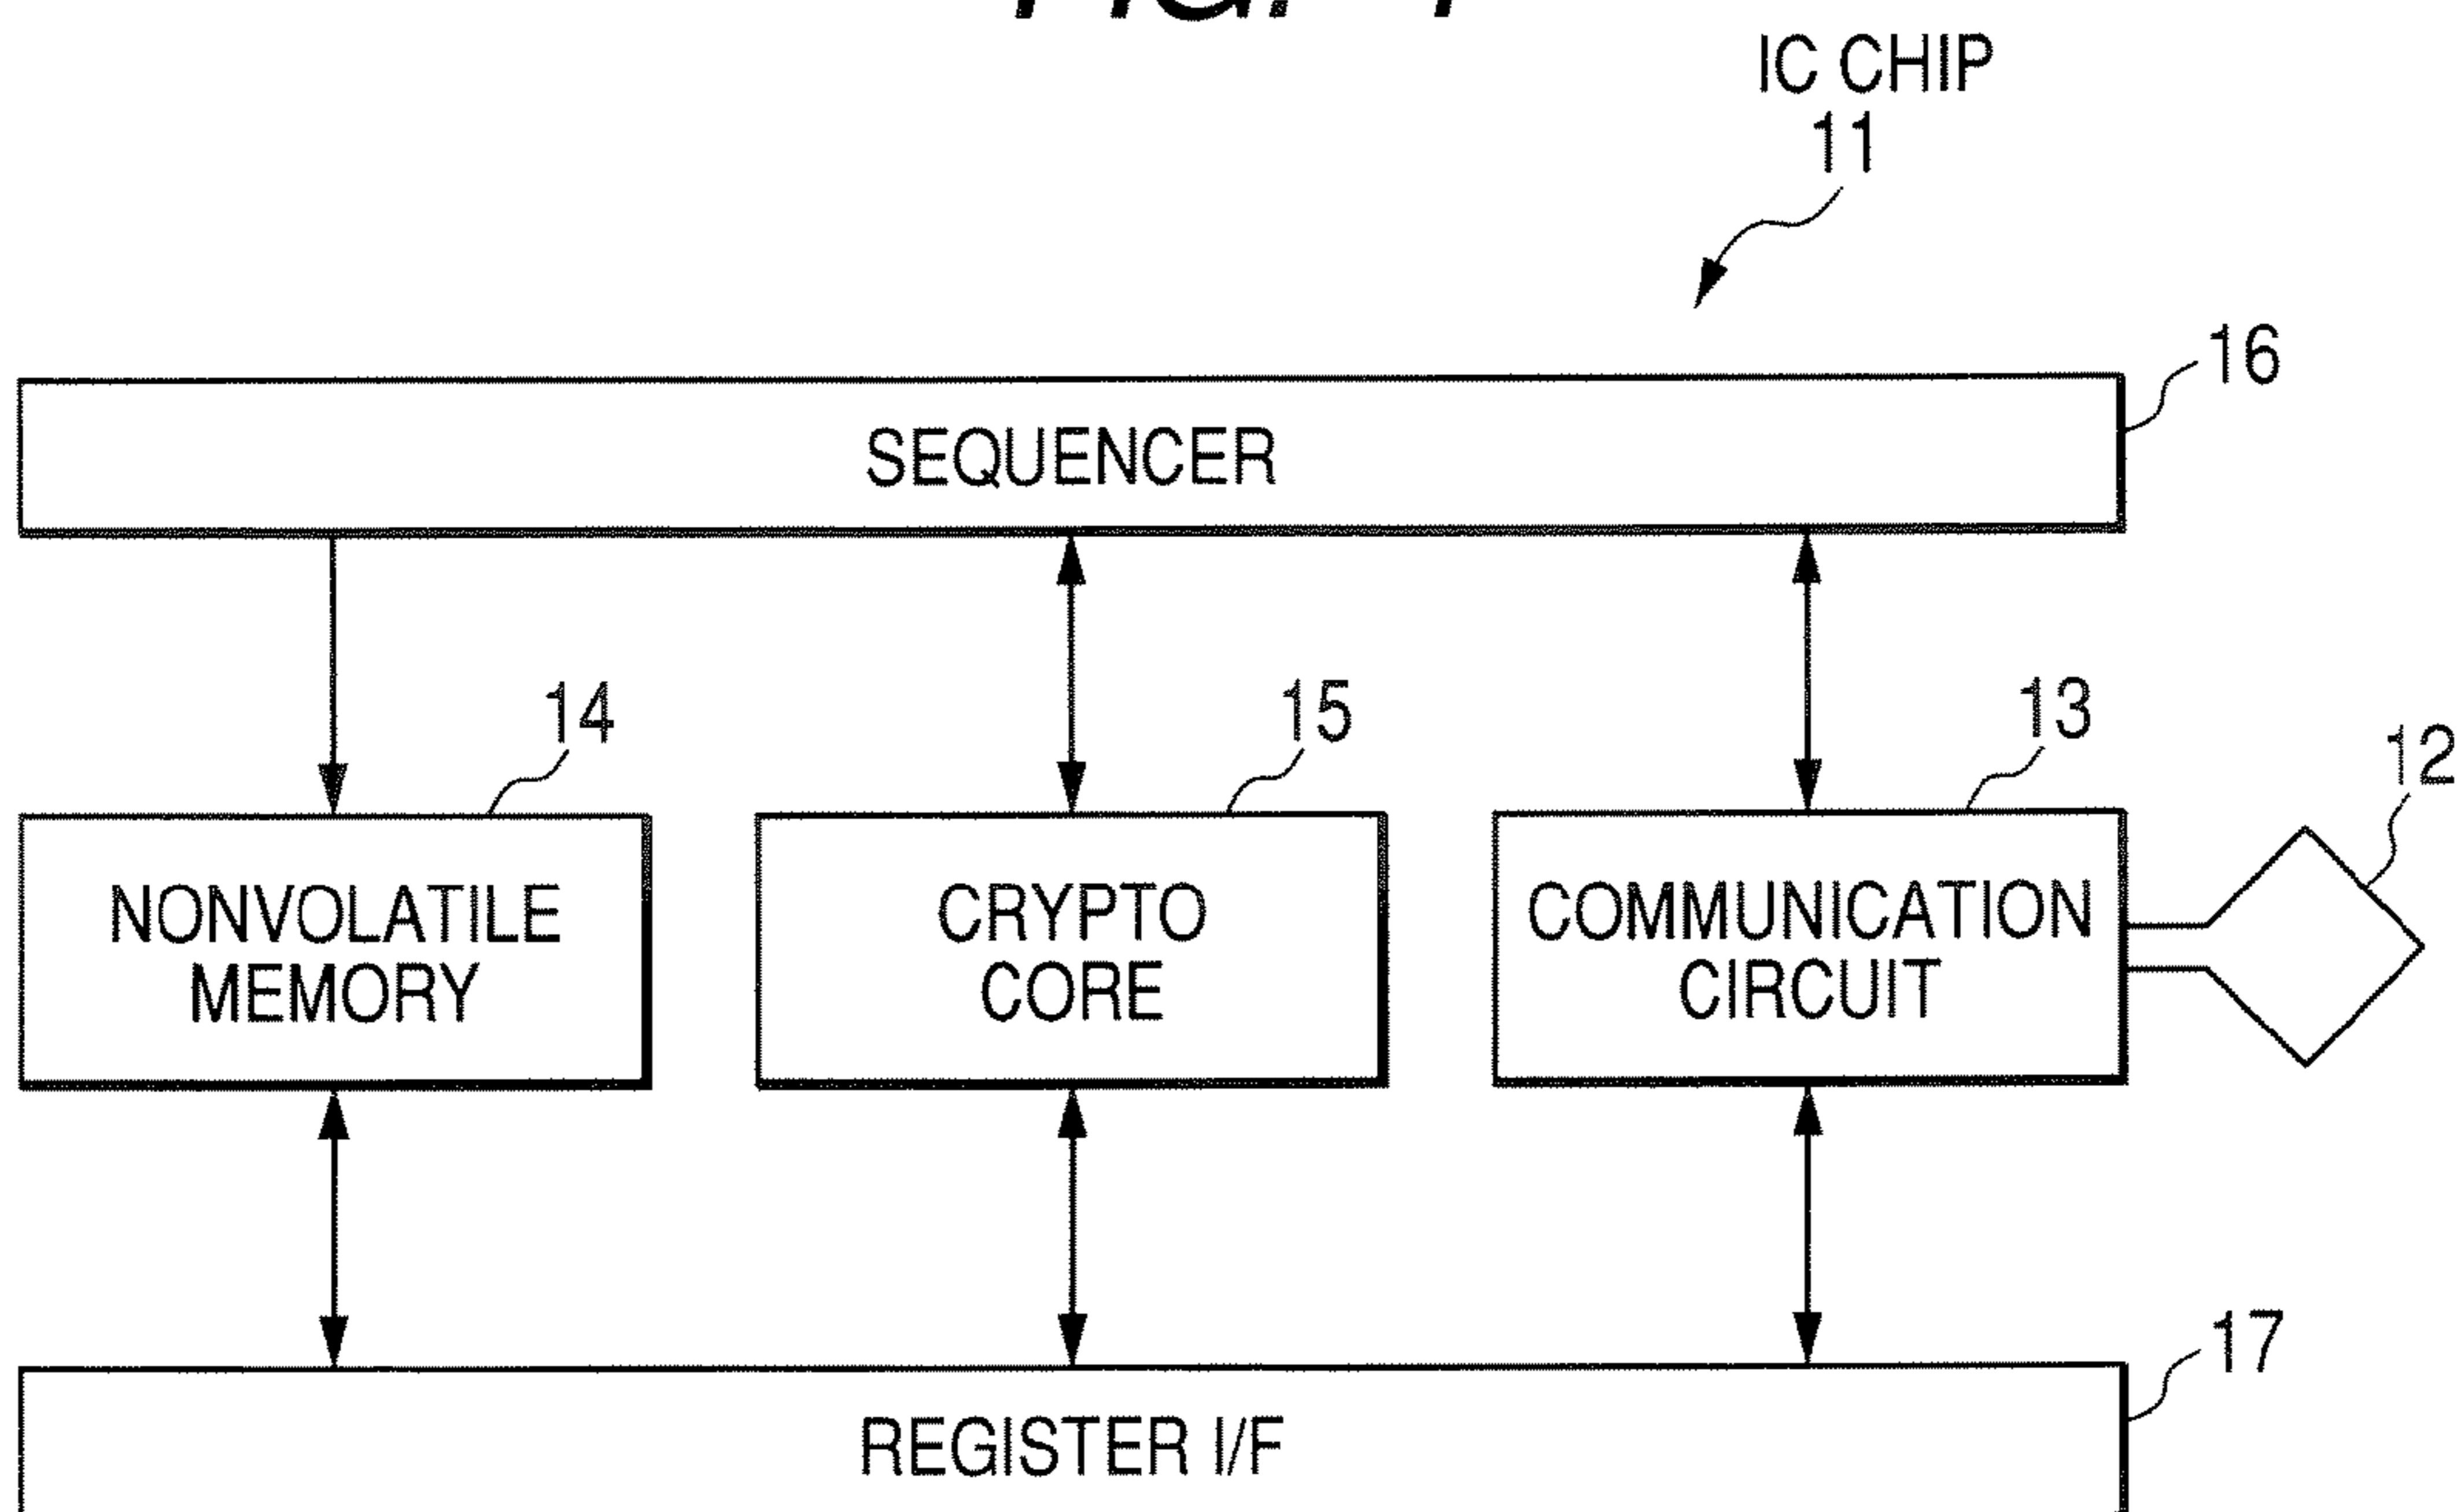 IC CHIP
11
16
SEQUENCER
14
15
13
12
NONVOLATILE
MEMORY
CRYPTO
CORE
COMMUNICATION
CIRCUIT
17
REGISTER I/F